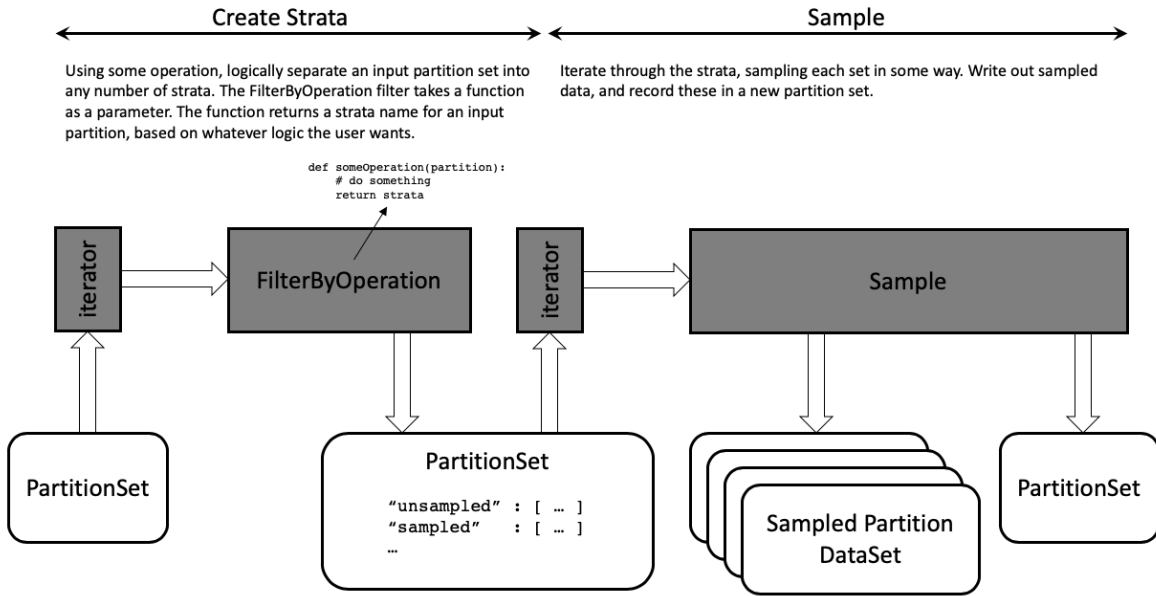 Create Strata
Sample
Using some operation, logically separate an input partition set into
any number of strata. The FilterByOperation filter takes a function
as a parameter. The function returns a strata name for an input
partition, based on whatever logic the user wants.
Iterate through the strata, sampling each set in some way. Write out sampled
data, and record these in a new partition set.
def someOperation(partition):
# do something
return strata
iterator
FilterByOperation
iterator
Sample
PartitionSet
PartitionSet
“unsampled” : [ … ]
“sampled” : [ … ]
…
Sampled Partition
DataSet
PartitionSet